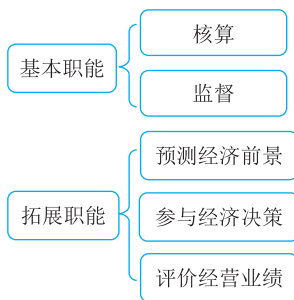 基本职能
核算
监督
拓展职能
预测经济前景
参与经济决策
评价经营业绩